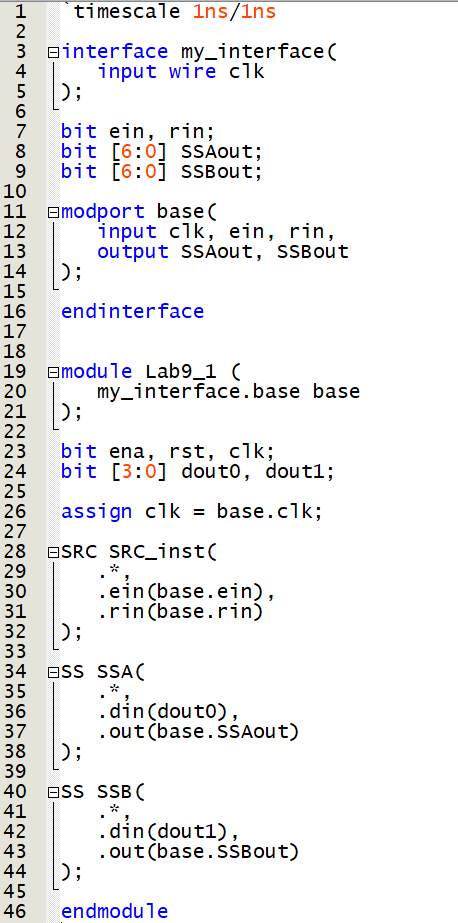 1 `timescale 1ns/1ns
2
3 interface my_interface(
4     input wire clk
5 );
6
7 bit ein, rin;
8 bit [6:0] SSAout;
9 bit [6:0] SSBout;
10
11 modport base(
12     input clk, ein, rin,
13     output SSAout, SSBout
14 );
15
16 endinterface
17
18
19 module Lab9_1 (
20     my_interface.base base
21 );
22
23 bit ena, rst, clk;
24 bit [3:0] dout0, dout1;
25
26 assign clk = base.clk;
27
28 SRC SRC_inst(
29     .*,
30     .ein(base.ein),
31     .rin(base.rin)
32 );
33
34 SS SSA(
35     .*,
36     .din(dout0),
37     .out(base.SSAout)
38 );
39
40 SS SSB(
41     .*,
42     .din(dout1),
43     .out(base.SSBout)
44 );
45
46 endmodule